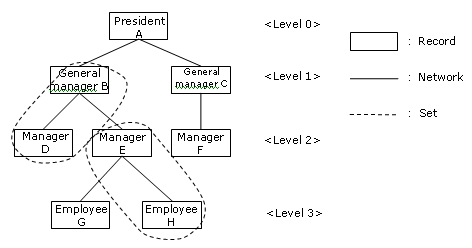 President
A
<Level 0>
: Record
General
manager B
General
manager C
<Level 1>
: Network
: Set
Manager
D
Manager
E
Manager
F
<Level 2>
Employee
G
Employee
H
<Level 3>